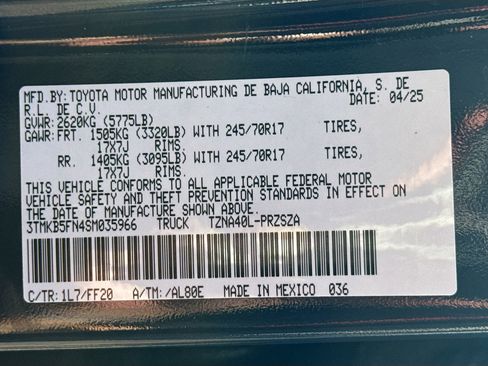 MFD.BY:TOYOTA MOTOR MANUFACTURING DE BAJA CALIFORNIA, S. DE
R.L. DE C.V. DATE: 04/25
GVWR:2620KG (5775LB)
GAWR:FRT. 1505KG (3320LB) WITH 245/70R17 TIRES,
17X7J RIMS.
RR. 1405KG (3095LB) WITH 245/70R17 TIRES,
17X7J RIMS.
THIS VEHICLE CONFORMS TO ALL APPLICABLE FEDERAL MOTOR
VEHICLE SAFETY AND THEFT PREVENTION STANDARDS IN EFFECT ON
THE DATE OF MANUFACTURE SHOWN ABOVE.
3TMKB5FN4SM035966 TRUCK TZNA40L-PRZSZA
C/TR:1L7/FF20 A/TM:/AL80E MADE IN MEXICO 036